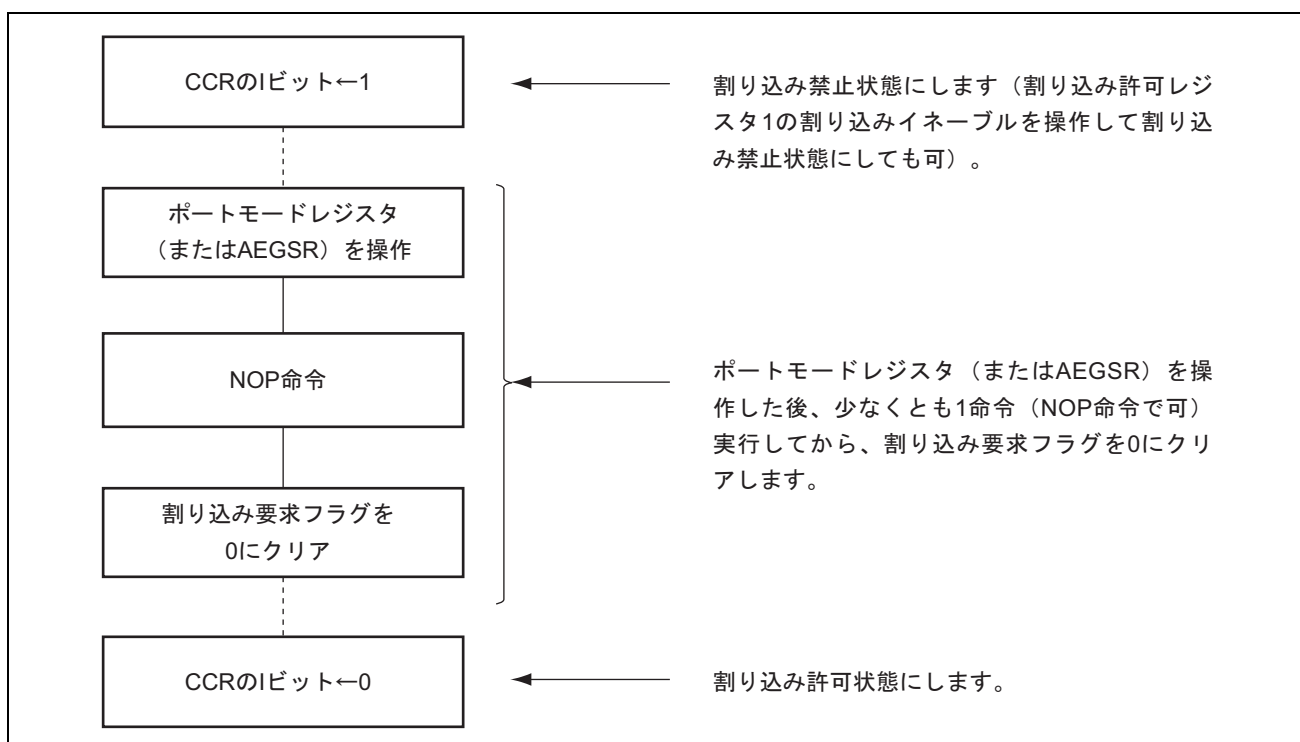 CCRのIビット←1
割り込み禁止状態にします（割り込み許可レジ
スタ1の割り込みイネーブルを操作して割り込
み禁止状態にしても可）。
ポートモードレジスタ
（またはAEGSR）を操作
NOP命令
ポートモードレジスタ（またはAEGSR）を操
作した後、少なくとも1命令（NOP命令で可）
実行してから、割り込み要求フラグを0にクリ
アします。
割り込み要求フラグを
0にクリア
CCRのIビット←0
割り込み許可状態にします。